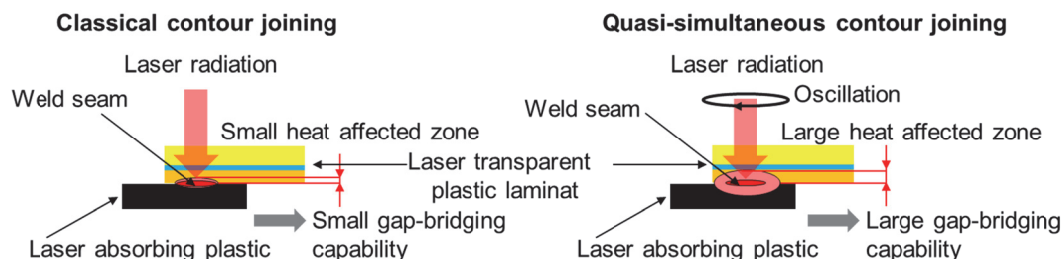 Classical contour joining
Laser radiation
Weld seam
Small heat affected zone
Laser transparent
plastic laminat
Small gap-bridging
capability
Laser absorbing plastic
Quasi-simultaneous contour joining
Laser radiation
Oscillation
Weld seam
Large heat affected zone
Large gap-bridging
capability
Laser absorbing plastic